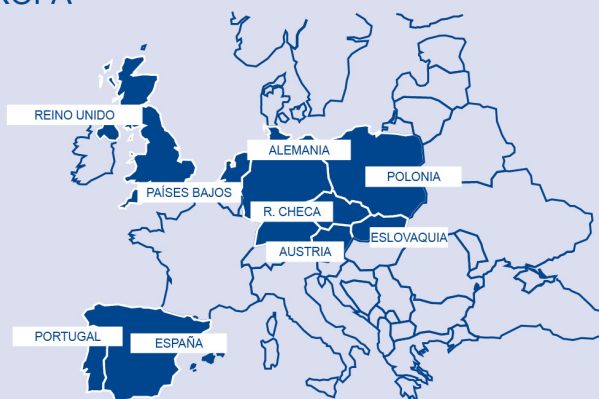 REINO UNIDO
ALEMANIA
POLONIA
PAÍSES BAJOS
R. CHECA
ESLOVAQUIA
AUSTRIA
PORTUGAL
ESPAÑA